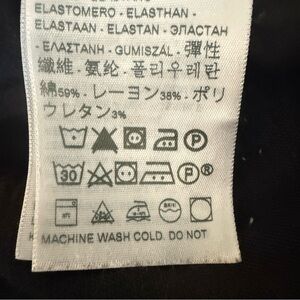 ELASTOMERO - ELASTHAN -
ELASTAAN - ELASTAN - ЭЛАСТАН
- ΕΛΑΖΤΑΝΗ - GUMISZÁL - 彈性
纖維 - 氨纶 - 폴리우레탄
綿59% - レーヨン38% - ポリ
ウレタン3%
P
30 P ®
MACHINE WASH COLD. DO NOT